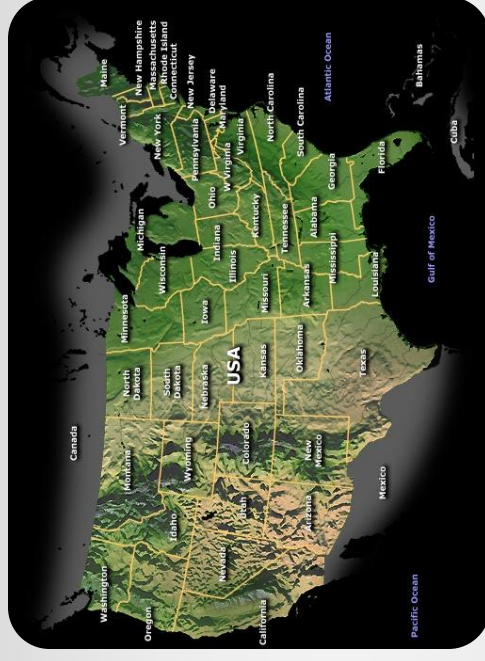 Canada
Washington
Montana
North
Dakota
Minnesota
Maine
Oregon
Idaho
Wyoming
South
Dakota
Wisconsin
Michigan
Vermont
New Hampshire
Massachusetts
Rhode Island
Connecticut
New York
Nebraska
Iowa
Pennsylvania
New Jersey
Nevada
Utah
Colorado
USA
Illinois
Indiana
Ohio
W Virginia
Delaware
Maryland
Virginia
California
Kansas
Missouri
Kentucky
North Carolina
Arizona
New
Mexico
Oklahoma
Arkansas
Tennessee
South Carolina
Atlantic Ocean
Texas
Mississippi
Alabama
Georgia
Louisiana
Florida
Mexico
Pacific Ocean
Gulf of Mexico
Bahamas
Cuba